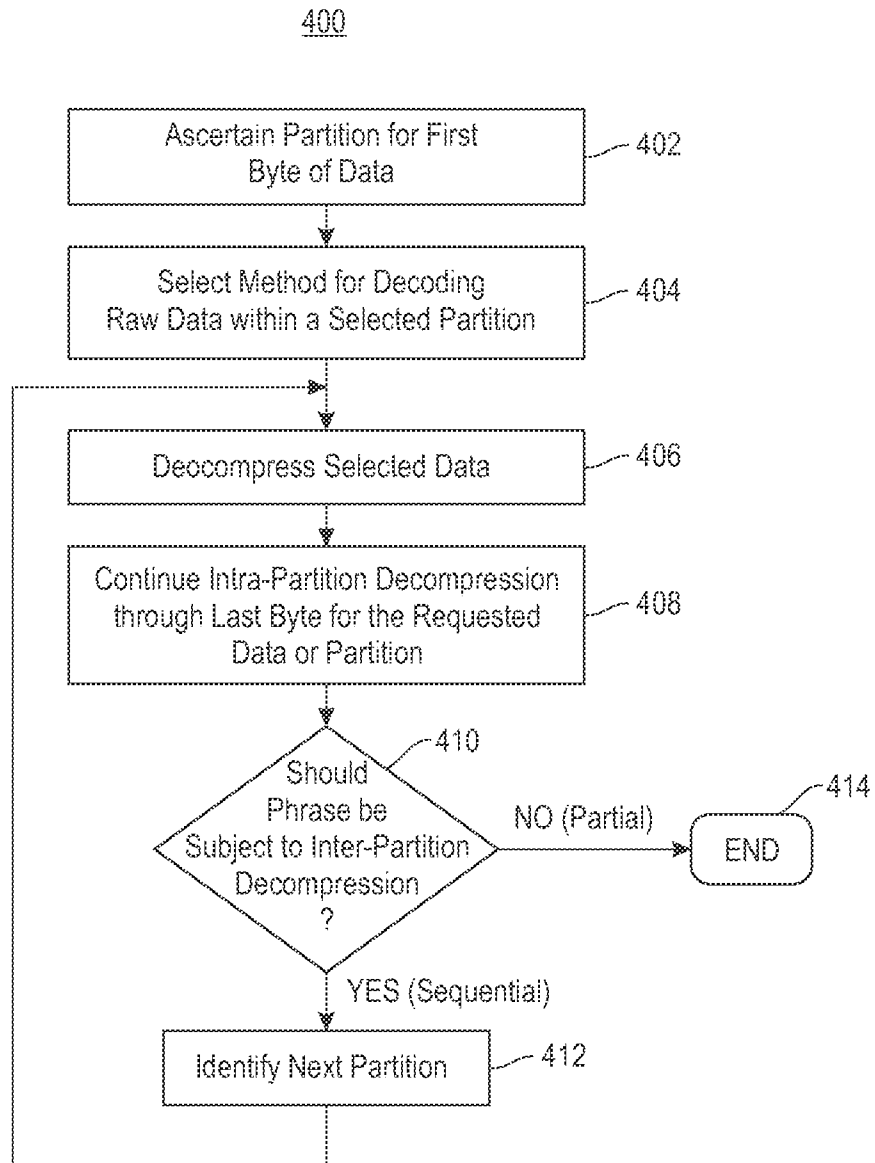 400
Ascertain Partition for First
Byte of Data
402
Select Method for Decoding
Raw Data within a Selected Partition
404
Deocompress Selected Data
406
Continue Intra-Partition Decompression
through Last Byte for the Requested
Data or Partition
408
410
Should
Phrase be
Subject to Inter-Partition
Decompression
?
NO (Partial)
414
END
YES (Sequential)
Identify Next Partition
412